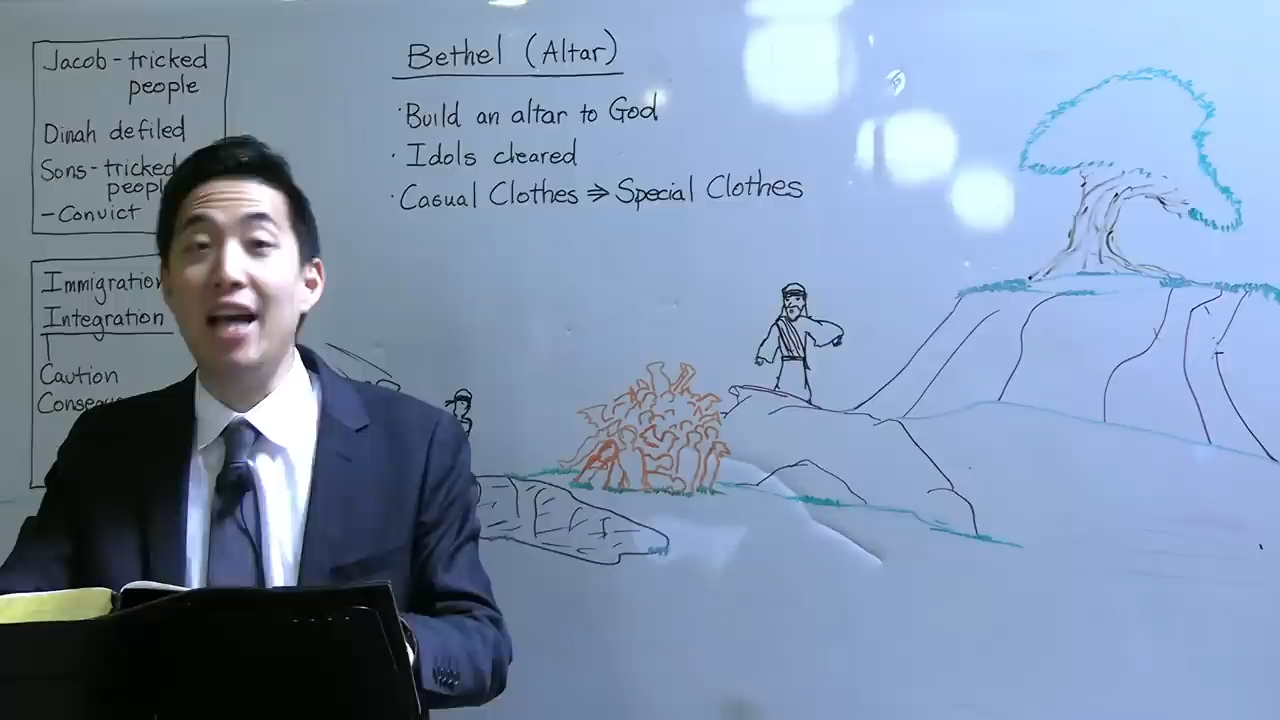 Jacob - tricked
people
Dinah defiled
Sons - tricked
people
- Convict
Immigration
Integration
Caution
Bethel (Altar)
· Build an altar to God
· Idols cleared
· Casual Clothes ⇒ Special Clothes